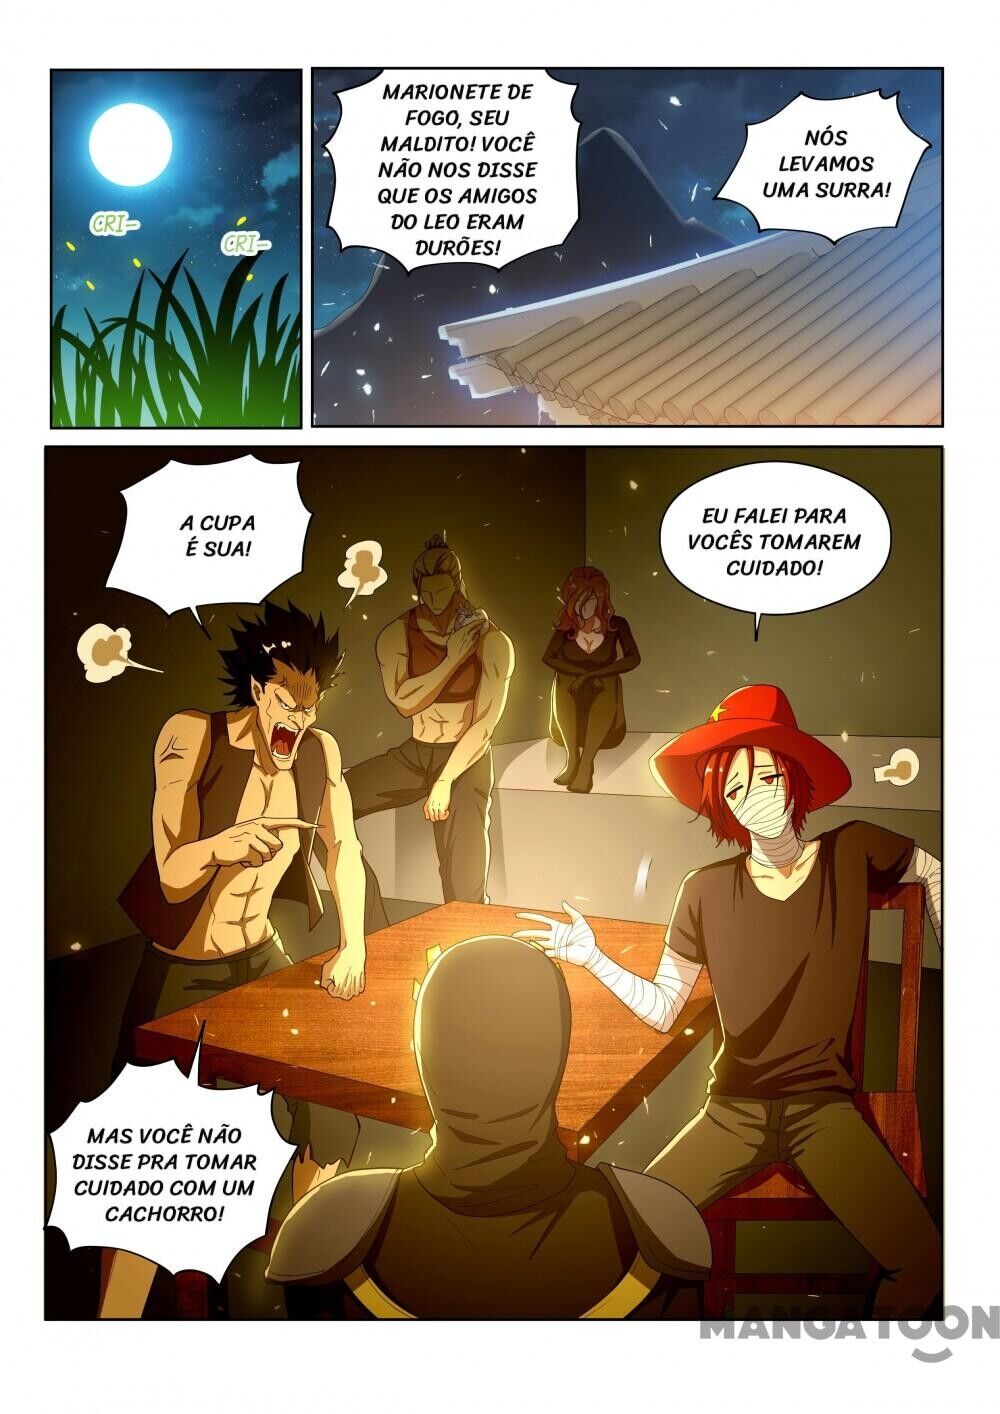 CRI-
CRI-
MARIONETE DE
FOGO, SEU
MALDITO! VOCÊ
NÃO NOS DISSE
QUE OS AMIGOS
DO LEO ERAM
DURÕES!
NÓS
LEVAMOS
UMA SURRA!
A CUPA
É SUA!
EU FALEI PARA
VOCÊS TOMAREM
CUIDADO!
MAS VOCÊ NÃO
DISSE PRA TOMAR
CUIDADO COM UM
CACHORRO!
MANGATOON